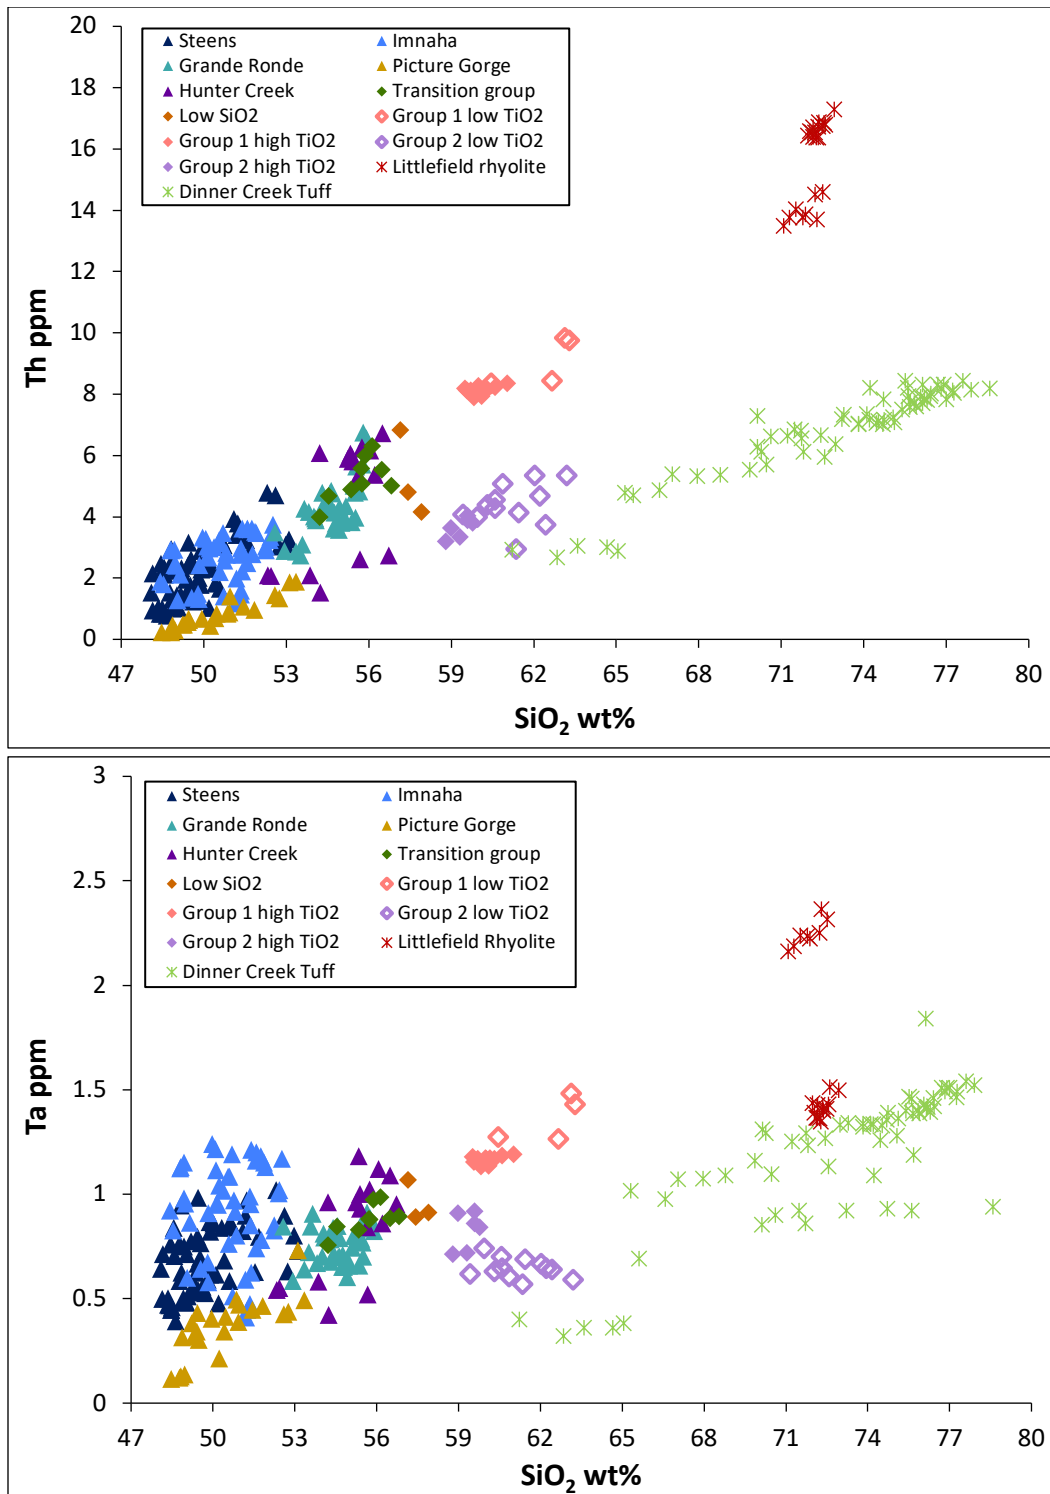 20
18
16
14
12
10
8
6
4
2
0
Th ppm
Steens Imnaha
Grande Ronde Picture Gorge
Hunter Creek Transition group
Low SiO2 Group 1 low TiO2
Group 1 high TiO2 Group 2 low TiO2
Group 2 high TiO2 Littlefield rhyolite
Dinner Creek Tuff
47 50 53 56 59 62 65 68 71 74 77 80
SiO₂ wt%
3
2.5
2
1.5
1
0.5
0
Ta ppm
Steens Imnaha
Grande Ronde Picture Gorge
Hunter Creek Transition group
Low SiO2 Group 1 low TiO2
Group 1 high TiO2 Group 2 low TiO2
Group 2 high TiO2 Littlefield Rhyolite
Dinner Creek Tuff
47 50 53 56 59 62 65 68 71 74 77 80
SiO₂ wt%